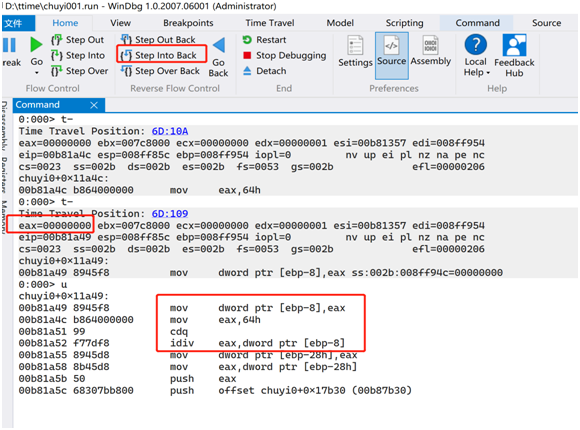 D:\ttime\chuyi001.run - WinDbg 1.0.2007.06001 (Administrator)
文件 Home View Breakpoints Time Travel Model Scripting Command Source
reak
Go
Step Out
Step Into
Step Over
Flow Control
Step Out Back
Step Into Back
Step Over Back
Go Back
Reverse Flow Control
Restart
Stop Debugging
Detach
End
Settings Source Assembly
Preferences
Local Help
Feedback Hub
Help
Disassembly Registers Memo
Command
0:000> t-
Time Travel Position: 6D:10A
eax=00000000 ebx=007c8000 ecx=00000000 edx=00000001 esi=00b81357 edi=008ff954
eip=00b81a4c esp=008ff85c ebp=008ff954 iopl=0 nv up ei pl nz na pe nc
cs=0023 ss=002b ds=002b es=002b fs=0053 gs=002b efl=00000206
chuyi0+0×11a4c:
00b81a4c b864000000 mov eax,64h
0:000> t-
Time Travel Position: 6D:109
eax=00000000 ebx=007c8000 ecx=00000000 edx=00000001 esi=00b81357 edi=008ff954
eip=00b81a49 esp=008ff85c ebp=008ff954 iopl=0 nv up ei pl nz na pe nc
cs=0023 ss=002b ds=002b es=002b fs=0053 gs=002b efl=00000206
chuyi0+0×11a49:
00b81a49 8945f8 mov dword ptr [ebp-8],eax ss:002b:008ff94c=00000000
0:000> u
chuyi0+0×11a49:
00b81a49 8945f8 mov dword ptr [ebp-8],eax
00b81a4c b864000000 mov eax,64h
00b81a51 99 cdq
00b81a52 f77df8 idiv eax,dword ptr [ebp-8]
00b81a55 8945d8 mov dword ptr [ebp-28h],eax
00b81a58 8b45d8 mov eax,dword ptr [ebp-28h]
00b81a5b 50 push eax
00b81a5c 68307bb800 push offset chuyi0+0×17b30 (00b87b30)